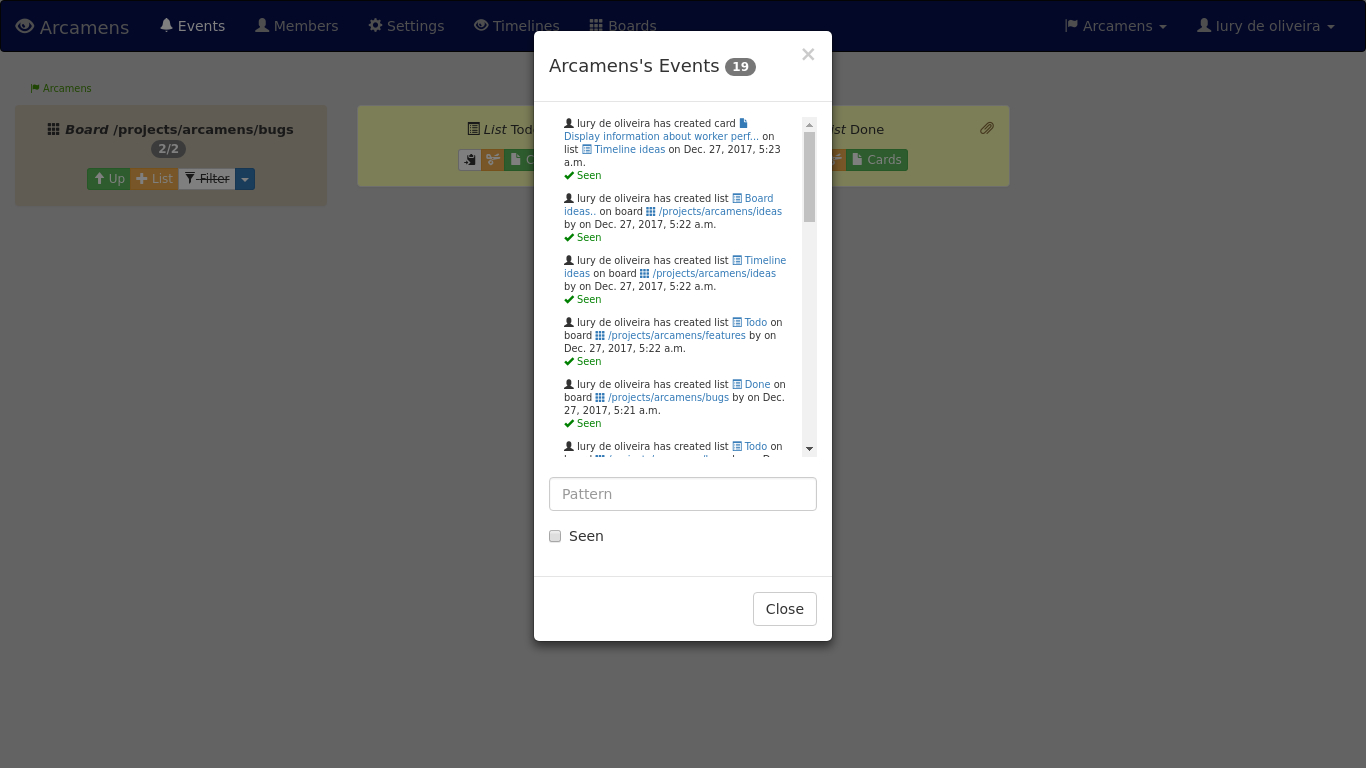 Arcamens Events Members Settings Timelines Boards Arcamens Iury de oliveira
Arcamens
Board /projects/arcamens/bugs
2/2
Up List Filter
List Tod
st Done
C
Cards
Arcamens's Events 19 ×
Iury de oliveira has created card
Display information about worker perf... on
list Timeline ideas on Dec. 27, 2017, 5:23
a.m.
Seen
Iury de oliveira has created list Board
ideas.. on board /projects/arcamens/ideas
by on Dec. 27, 2017, 5:22 a.m.
Seen
Iury de oliveira has created list Timeline
ideas on board /projects/arcamens/ideas
by on Dec. 27, 2017, 5:22 a.m.
Seen
Iury de oliveira has created list Todo on
board /projects/arcamens/features by on
Dec. 27, 2017, 5:22 a.m.
Seen
Iury de oliveira has created list Done on
board /projects/arcamens/bugs by on Dec.
27, 2017, 5:21 a.m.
Seen
Iury de oliveira has created list Todo on
Pattern
Seen
Close